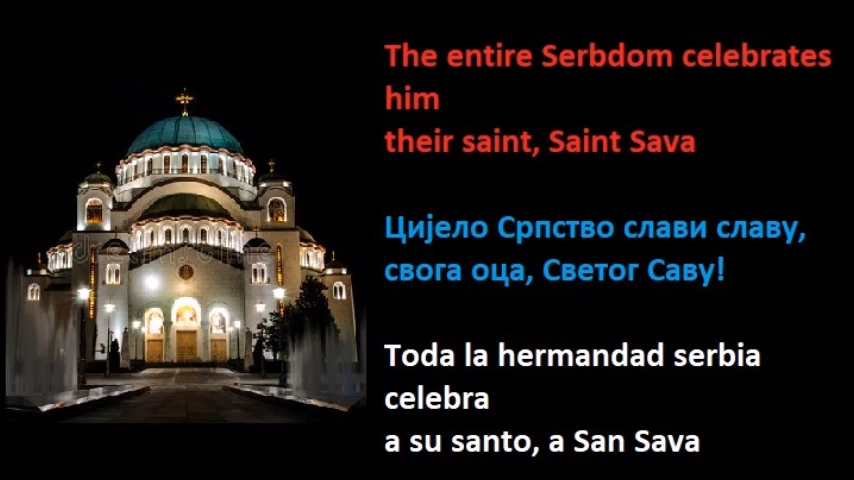 The entire Serbdom celebrates
him
their saint, Saint Sava
Цијело Српство слави славу,
свога оца, Светог Саву!
Toda la hermandad serbia
celebra
a su santo, a San Sava